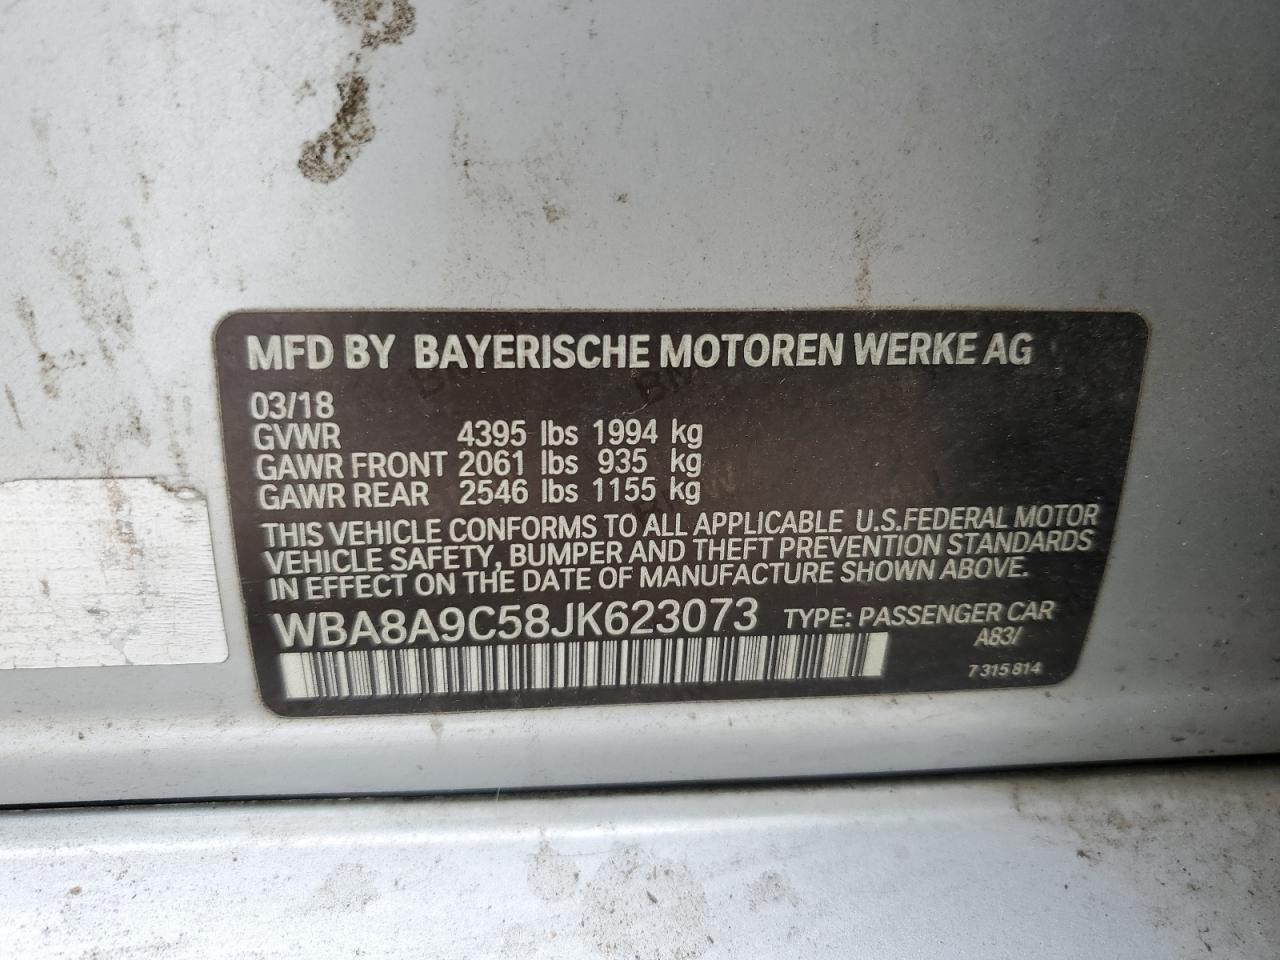 MFD BY BAYERISCHE MOTOREN WERKE AG
03/18
GVWR 4395 lbs 1994 kg
GAWR FRONT 2061 lbs 935 kg
GAWR REAR 2546 lbs 1155 kg
THIS VEHICLE CONFORMS TO ALL APPLICABLE U.S.FEDERAL MOTOR
VEHICLE SAFETY, BUMPER AND THEFT PREVENTION STANDARDS
IN EFFECT ON THE DATE OF MANUFACTURE SHOWN ABOVE.
WBA8A9C58JK623073 TYPE: PASSENGER CAR
A83/
7 315 814